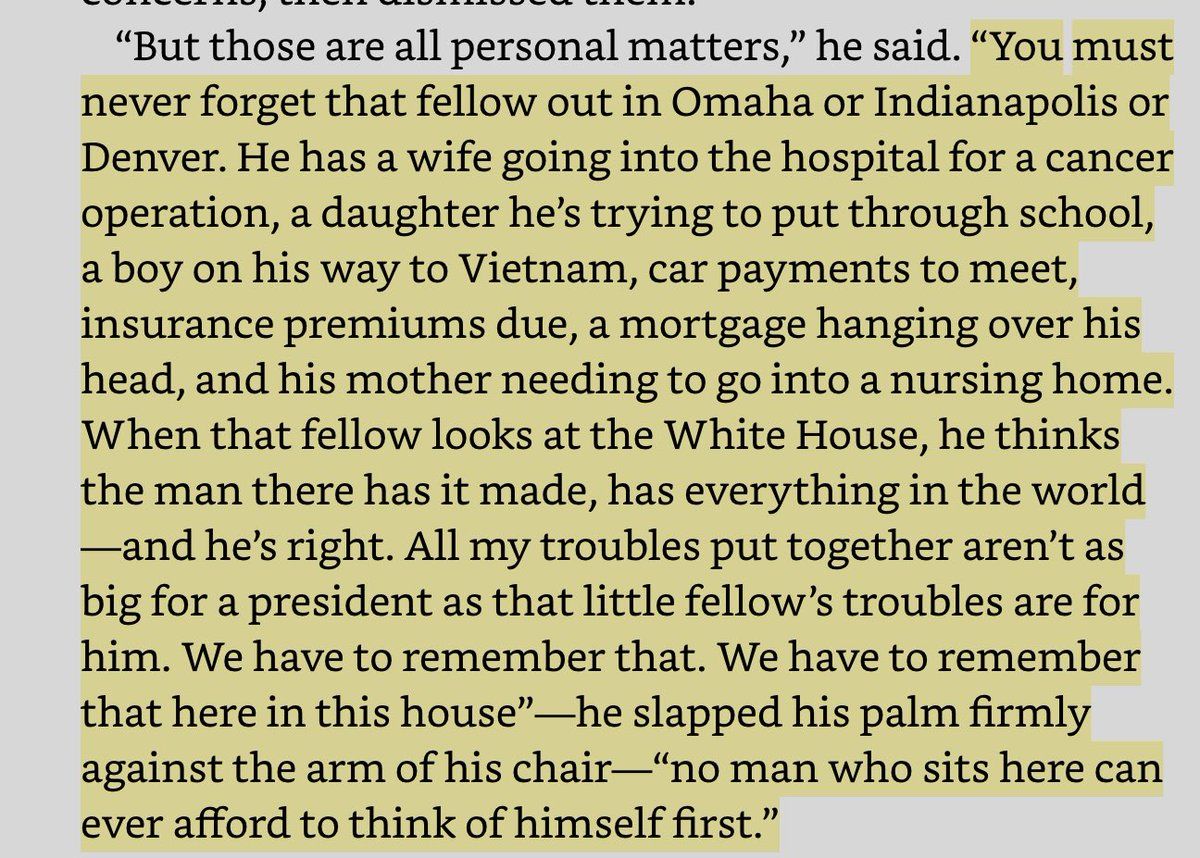 concerns, then dismissed them.
“But those are all personal matters,” he said. “You must
never forget that fellow out in Omaha or Indianapolis or
Denver. He has a wife going into the hospital for a cancer
operation, a daughter he’s trying to put through school,
a boy on his way to Vietnam, car payments to meet,
insurance premiums due, a mortgage hanging over his
head, and his mother needing to go into a nursing home.
When that fellow looks at the White House, he thinks
the man there has it made, has everything in the world
—and he’s right. All my troubles put together aren’t as
big for a president as that little fellow’s troubles are for
him. We have to remember that. We have to remember
that here in this house”—he slapped his palm firmly
against the arm of his chair—“no man who sits here can
ever afford to think of himself first.”